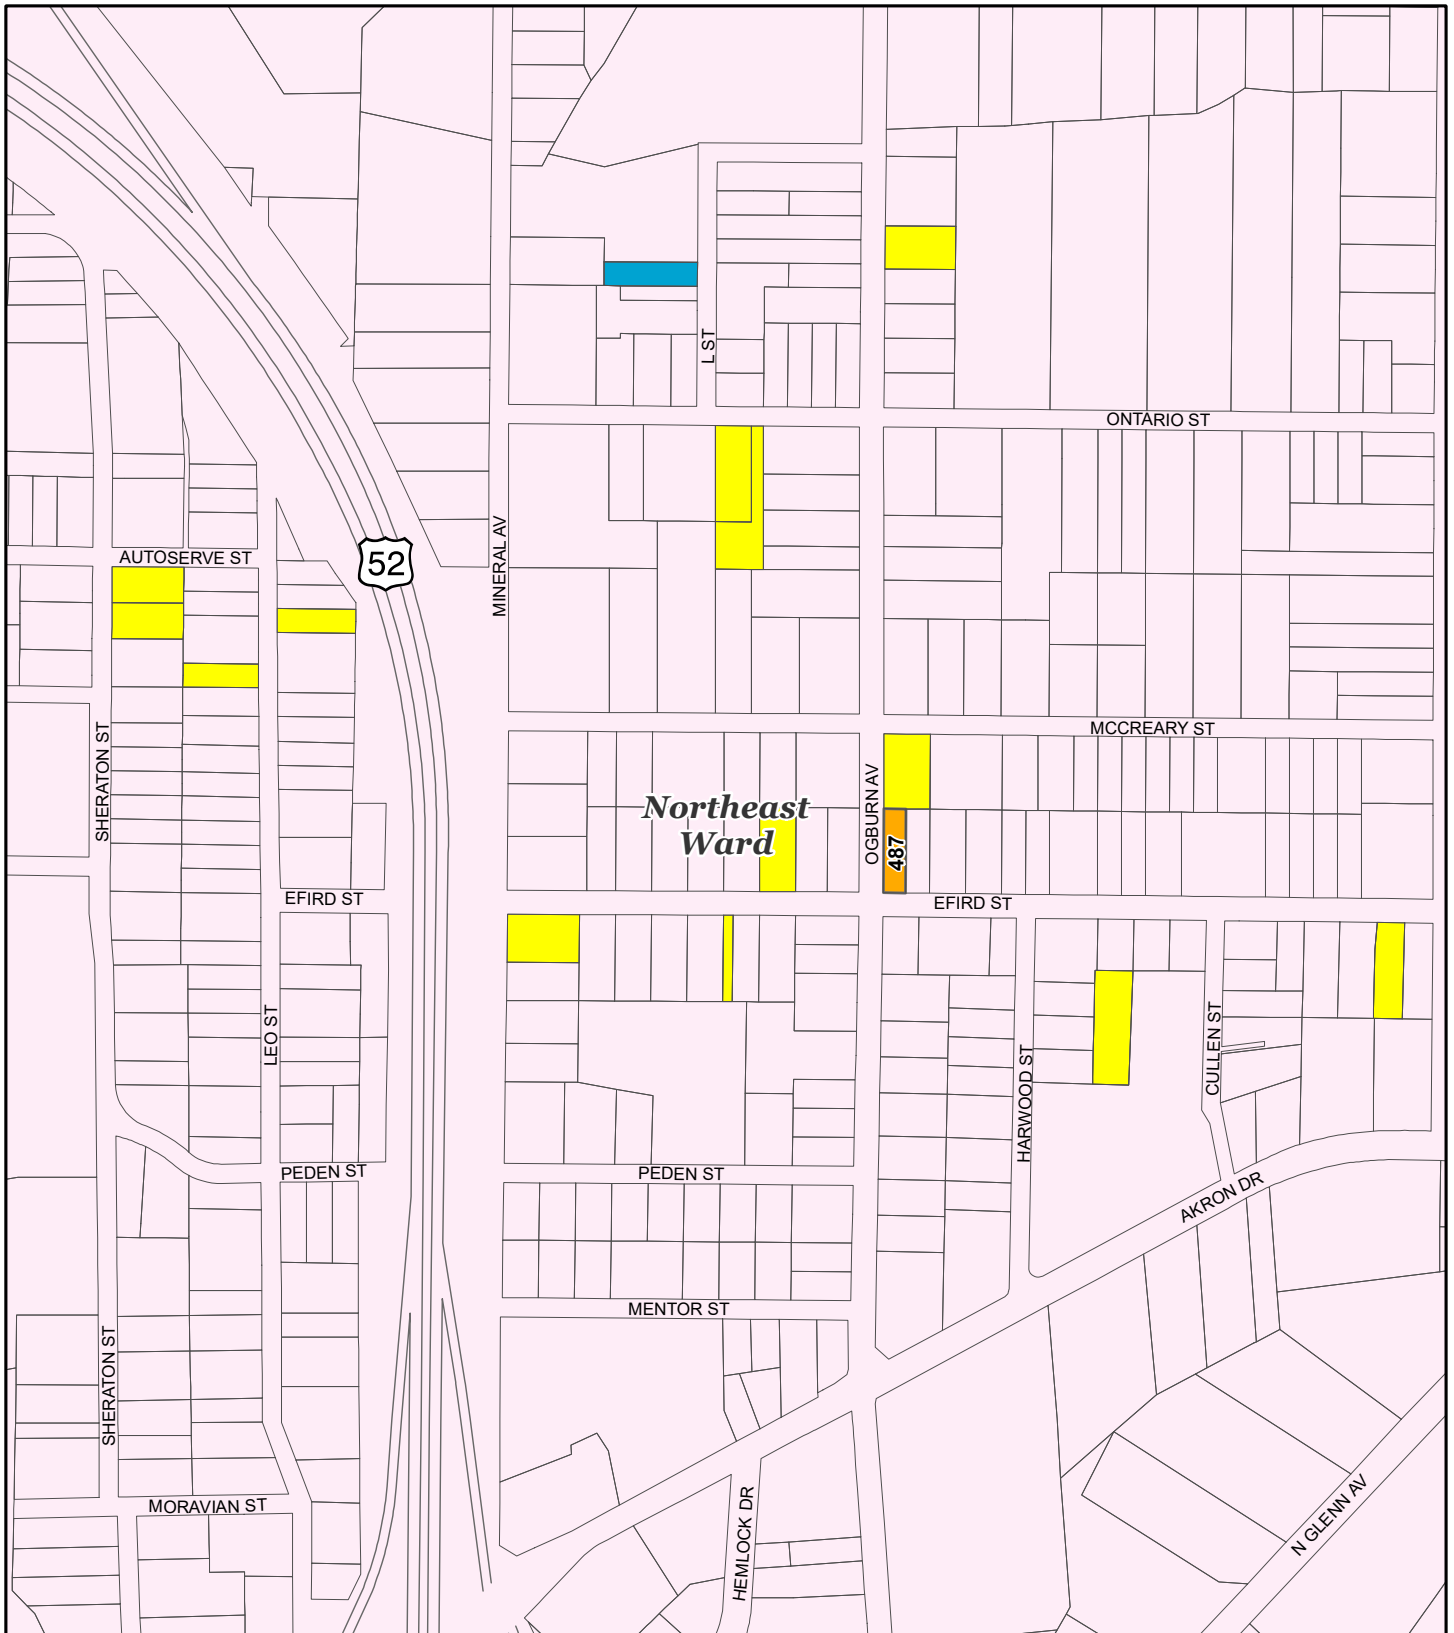 L ST
ONTARIO ST
AUTOSERVE ST
52
MINERAL AV
SHERATON ST
MCCREARY ST
Northeast
Ward
OGBURN AV
487
EFIRD ST
EFIRD ST
LEO ST
HARWOOD ST
CULLEN ST
PEDEN ST
PEDEN ST
AKRON DR
MENTOR ST
SHERATON ST
MORAVIAN ST
HEMLOCK DR
N GLENN AV